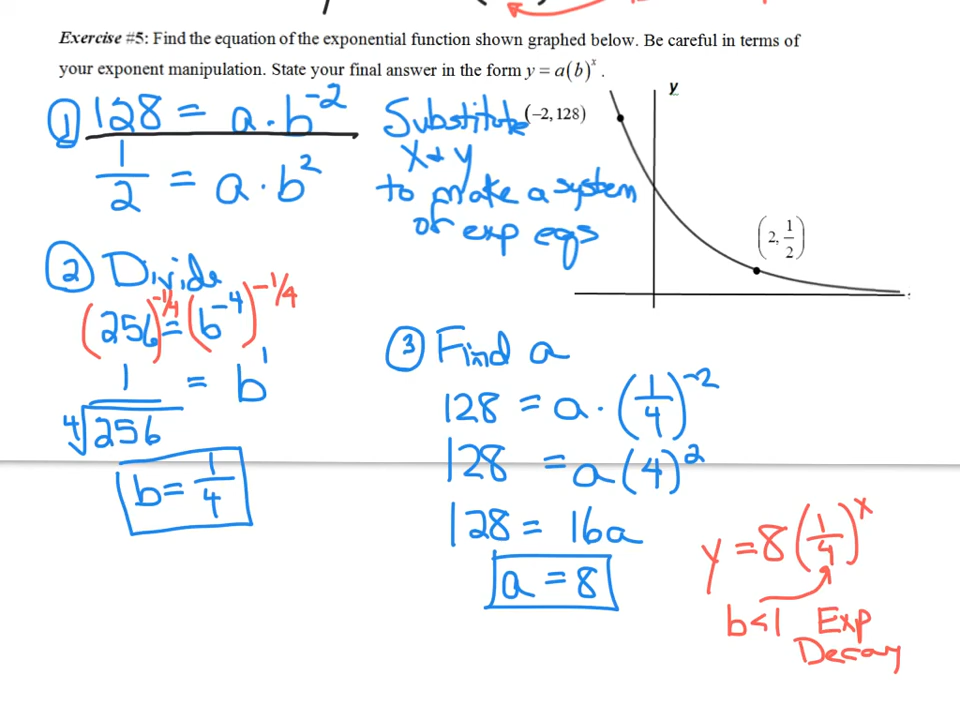 Exercise #5: Find the equation of the exponential function shown graphed below. Be careful in terms of
your exponent manipulation. State your final answer in the form y = a(b)^x .
① 128 = a · b^-2
1/2 = a · b^2
Substitute
x + y
to make a system
of exp eqs
y
(-2, 128)
(2, 1/2)
② Divide
(256)^-1/4 = (b^-4)^-1/4
1/∜256 = b^1
b = 1/4
③ Find a
128 = a · (1/4)^-2
128 = a (4)^2
128 = 16a
a = 8
y = 8(1/4)^x
b<1 Exp
Decay